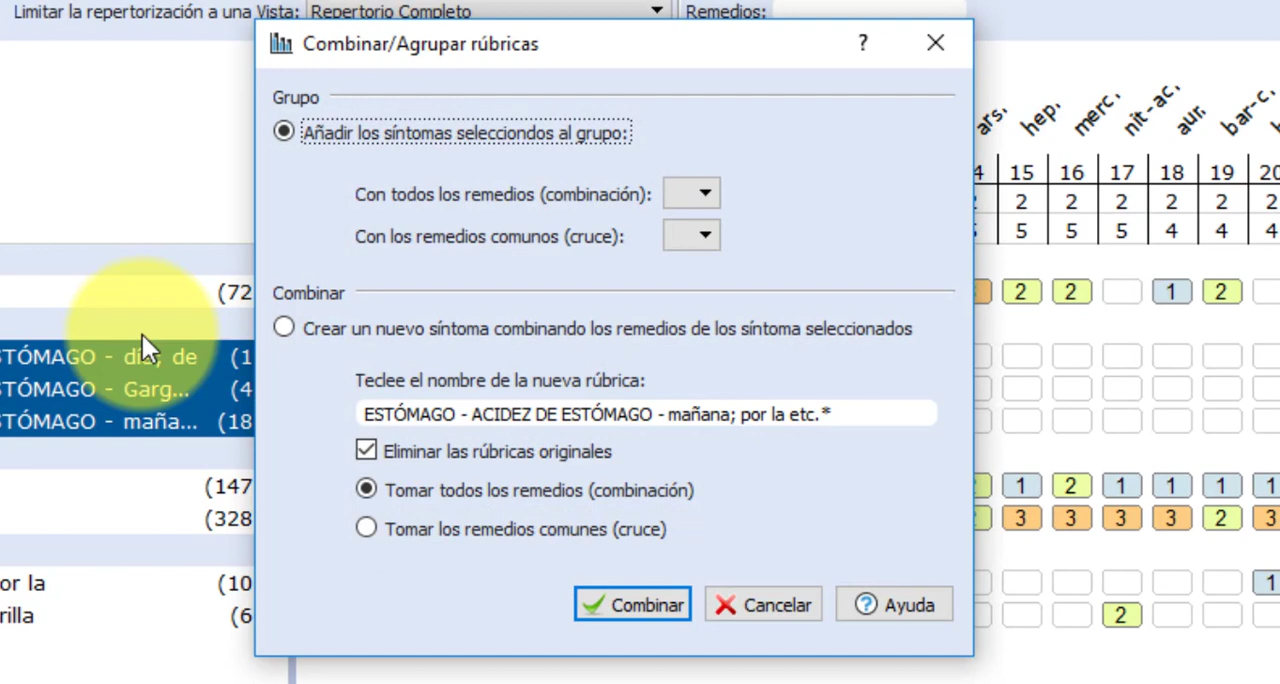 Limitar la repertorización a una Vista: Repertorio Completo Remedios:
Combinar/Agrupar rúbricas ?
Grupo
Añadir los síntomas selecciondos al grupo:
Con todos los remedios (combinación):
Con los remedios comunos (cruce):
Combinar
Crear un nuevo síntoma combinando los remedios de los síntoma seleccionados
Teclee el nombre de la nueva rúbrica:
ESTÓMAGO - ACIDEZ DE ESTÓMAGO - mañana; por la etc.*
Eliminar las rúbricas originales
Tomar todos los remedios (combinación)
Tomar los remedios comunes (cruce)
Combinar Cancelar Ayuda
(72
STÓMAGO - día; de (1
STÓMAGO - Garg... (4
STÓMAGO - maña... (18
(147
(328
or la (10
rilla (6
ars. hep. merc. nit-ac. aur. bar-c.
4 15 16 17 18 19 20
2 2 2 2 2 2
5 5 5 4 4 4
2 2 1 2
1 2 1 1 1 1
3 3 3 3 2 3
1
2